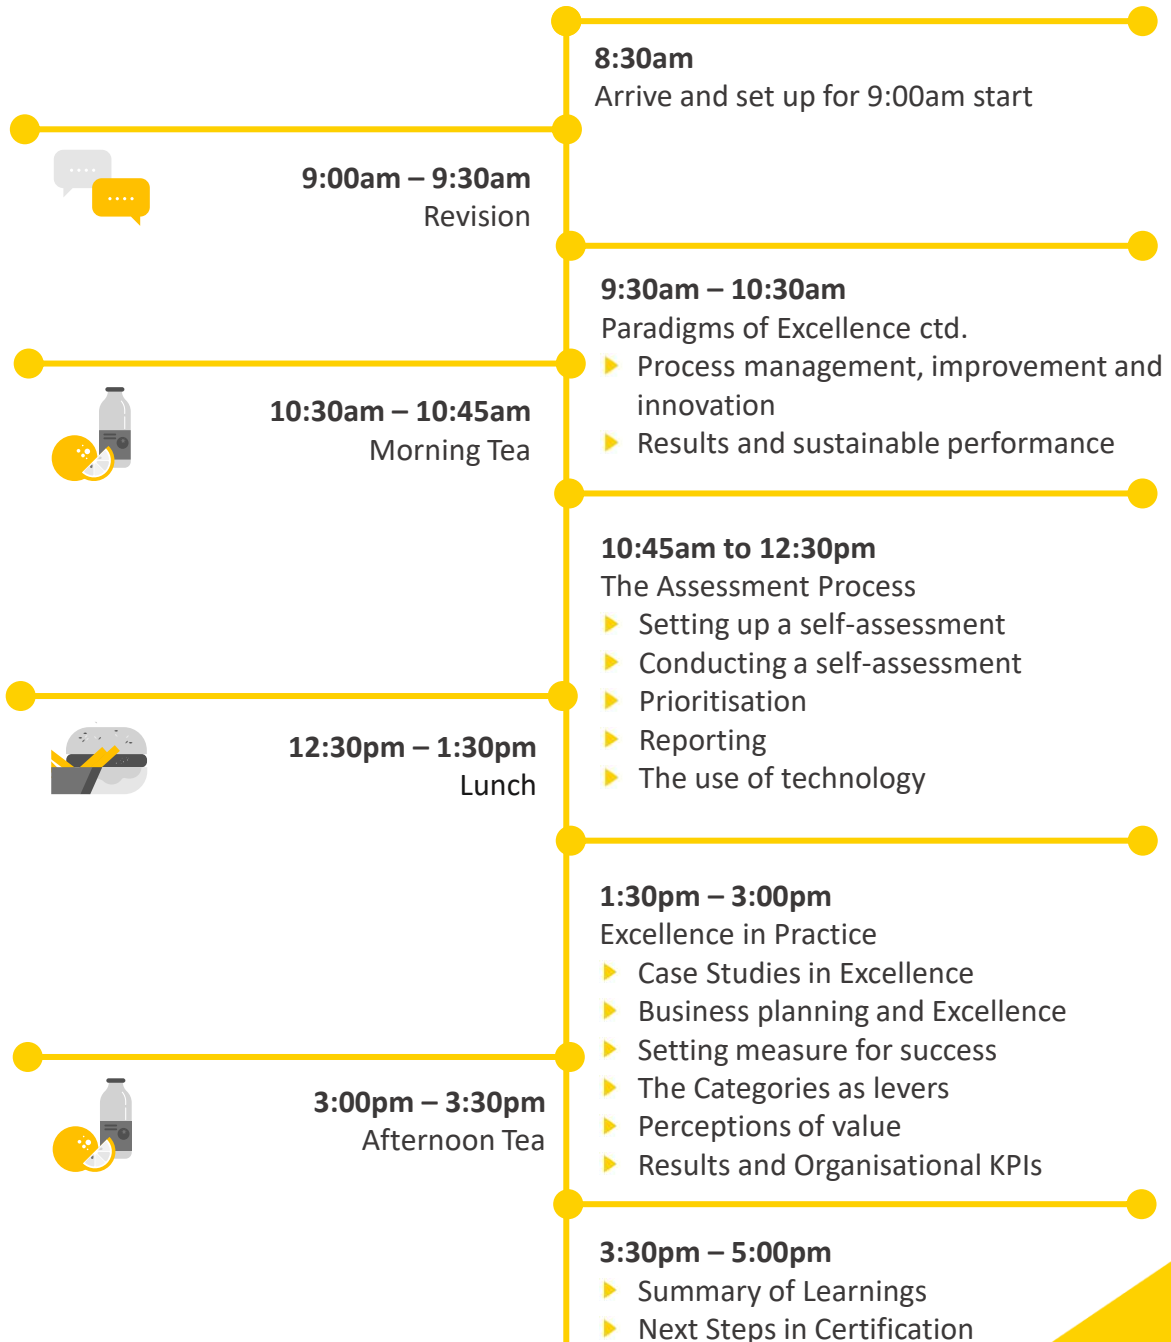 8:30am
Arrive and set up for 9:00am start
9:00am – 9:30am
Revision
9:30am – 10:30am
Paradigms of Excellence ctd.
Process management, improvement and
innovation
Results and sustainable performance
10:30am – 10:45am
Morning Tea
10:45am to 12:30pm
The Assessment Process
Setting up a self-assessment
Conducting a self-assessment
Prioritisation
Reporting
The use of technology
12:30pm – 1:30pm
Lunch
1:30pm – 3:00pm
Excellence in Practice
Case Studies in Excellence
Business planning and Excellence
Setting measure for success
The Categories as levers
Perceptions of value
Results and Organisational KPIs
3:00pm – 3:30pm
Afternoon Tea
3:30pm – 5:00pm
Summary of Learnings
Next Steps in Certification